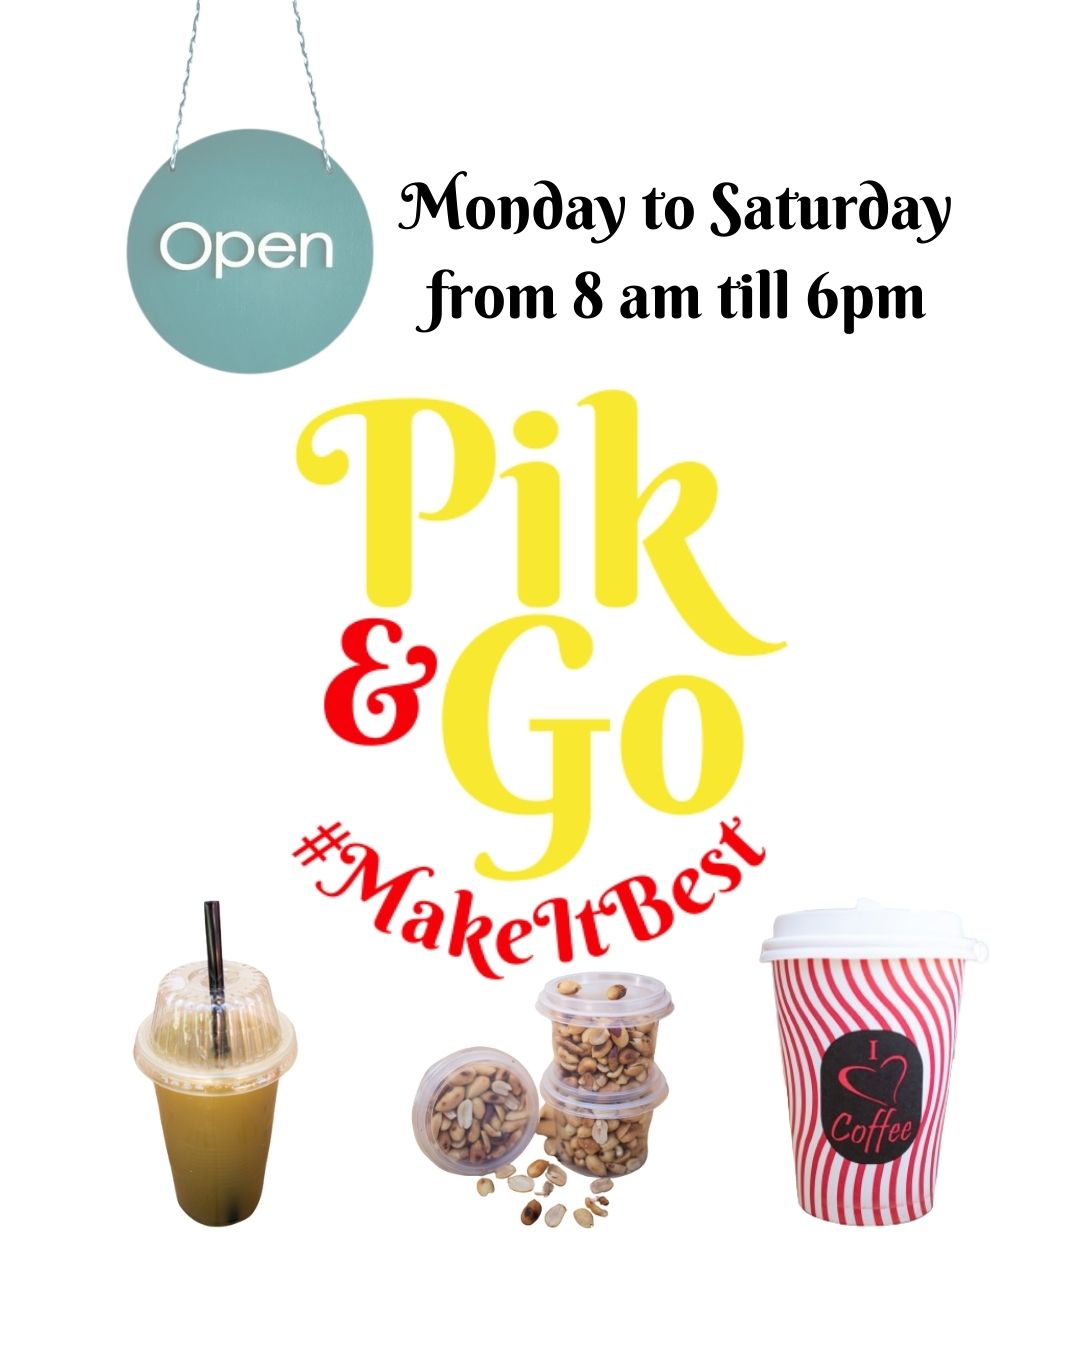 Open
Monday to Saturday
from 8 am till 6pm
Pik
&Go
#MakeItBest
I
Coffee